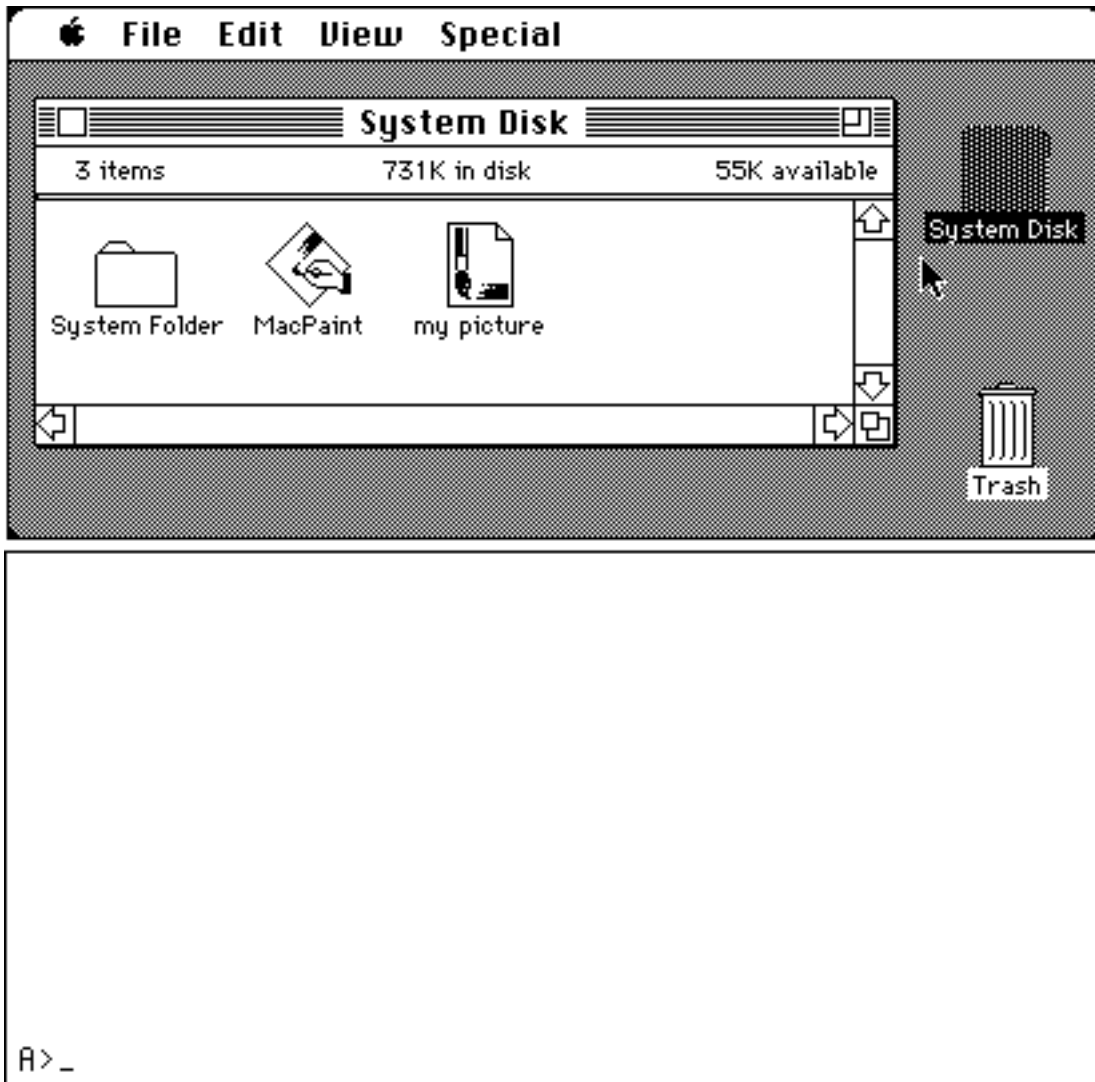 File Edit View Special
System Disk
3 items 731K in disk 55K available
System Disk
System Folder MacPaint my picture
Trash
A>_